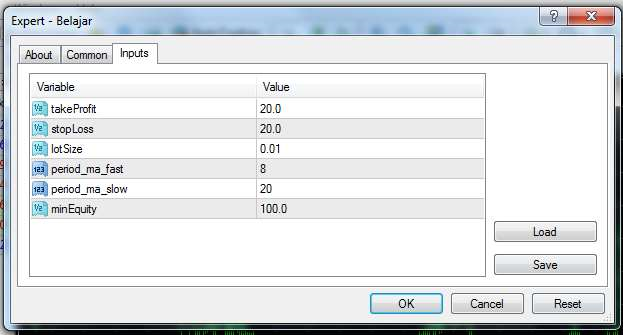 Expert - Belajar
About Common Inputs
Variable Value
takeProfit 20.0
stopLoss 20.0
lotSize 0.01
period_ma_fast 8
period_ma_slow 20
minEquity 100.0
Load
Save
OK Cancel Reset